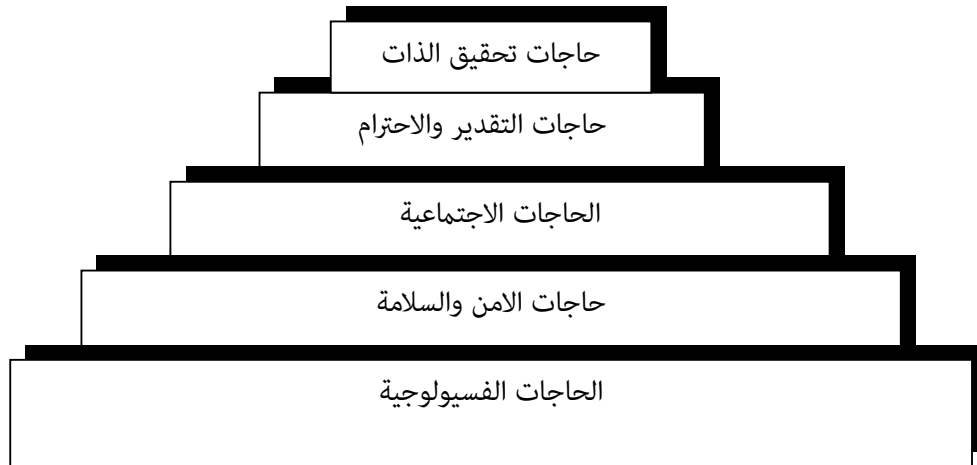 حاجات تحقيق الذات
حاجات التقدير والاحترام
الحاجات الاجتماعية
حاجات الامن والسلامة
الحاجات الفسيولوجية